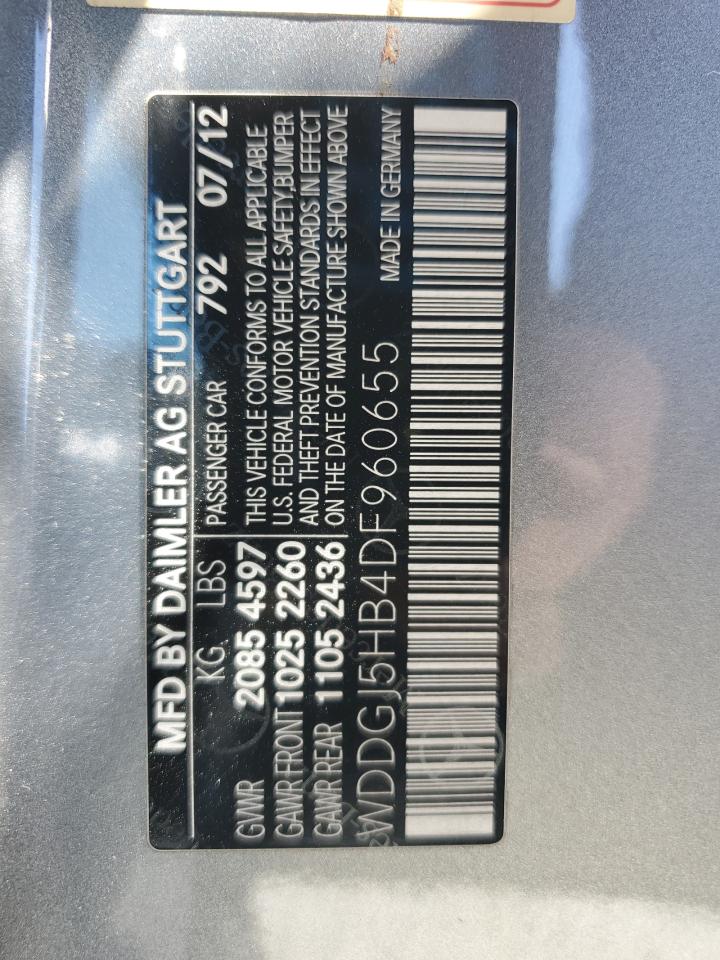 MFD BY DAIMLER AG STUTTGART
KG LBS PASSENGER CAR 792 07/12
GVWR 2085 4597 THIS VEHICLE CONFORMS TO ALL APPLICABLE
GAWR FRONT 1025 2260 U.S. FEDERAL MOTOR VEHICLE SAFETY,BUMPER
GAWR REAR 1105 2436 AND THEFT PREVENTION STANDARDS IN EFFECT
ON THE DATE OF MANUFACTURE SHOWN ABOVE
WDDGJ5HB4DF960655 MADE IN GERMANY